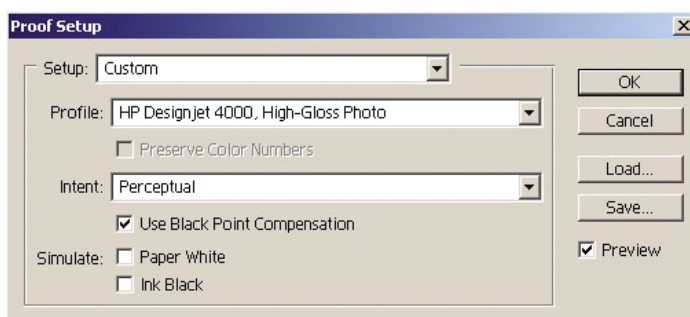 Proof Setup
Setup: Custom
OK
Profile: HP Designjet 4000, High-Gloss Photo
Cancel
Preserve Color Numbers
Load...
Intent: Perceptual
Save...
Use Black Point Compensation
Preview
Simulate: Paper White
Ink Black